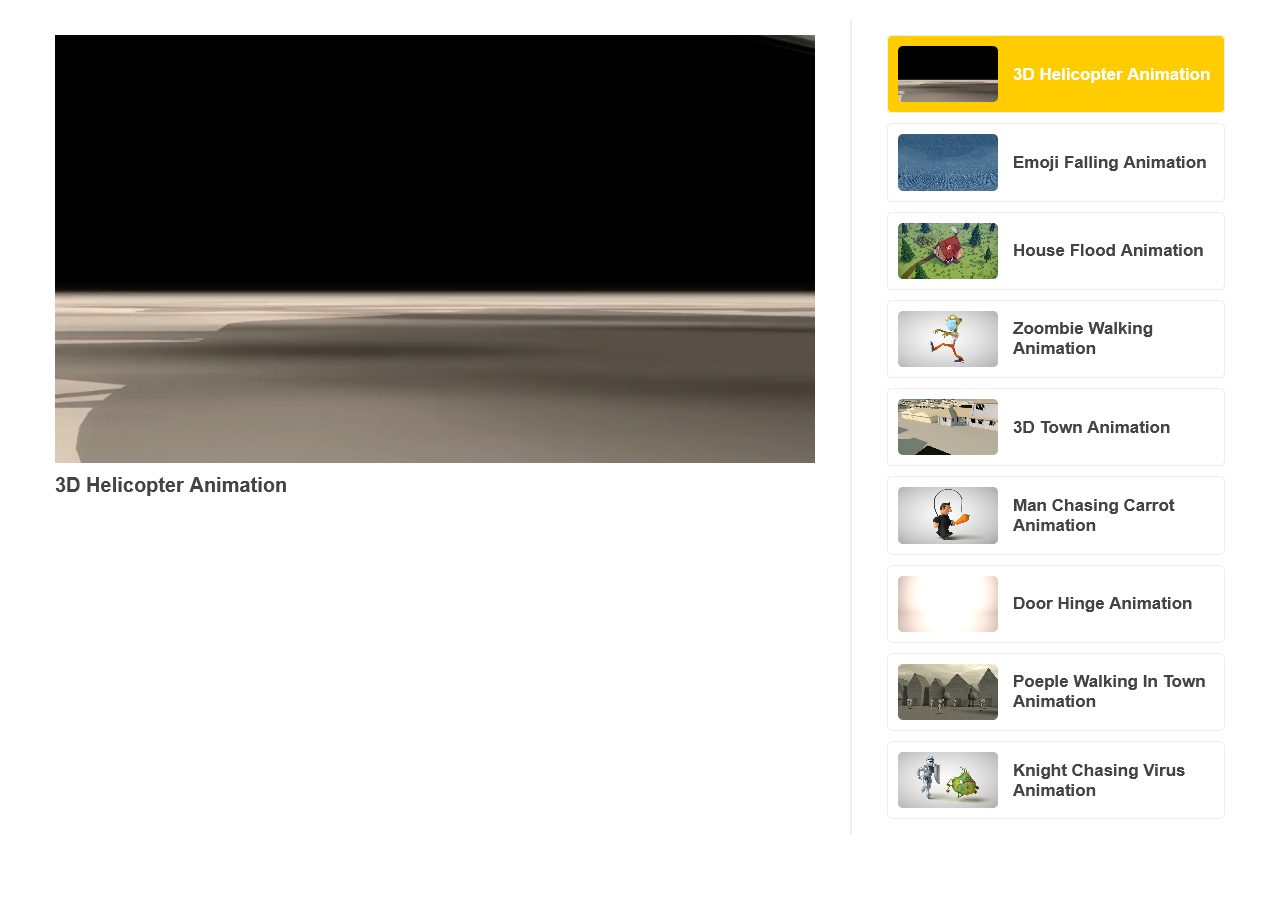 3D Helicopter Animation
3D Helicopter Animation
Emoji Falling Animation
House Flood Animation
Zoombie Walking
Animation
3D Town Animation
Man Chasing Carrot
Animation
Door Hinge Animation
Poeple Walking In Town
Animation
Knight Chasing Virus
Animation